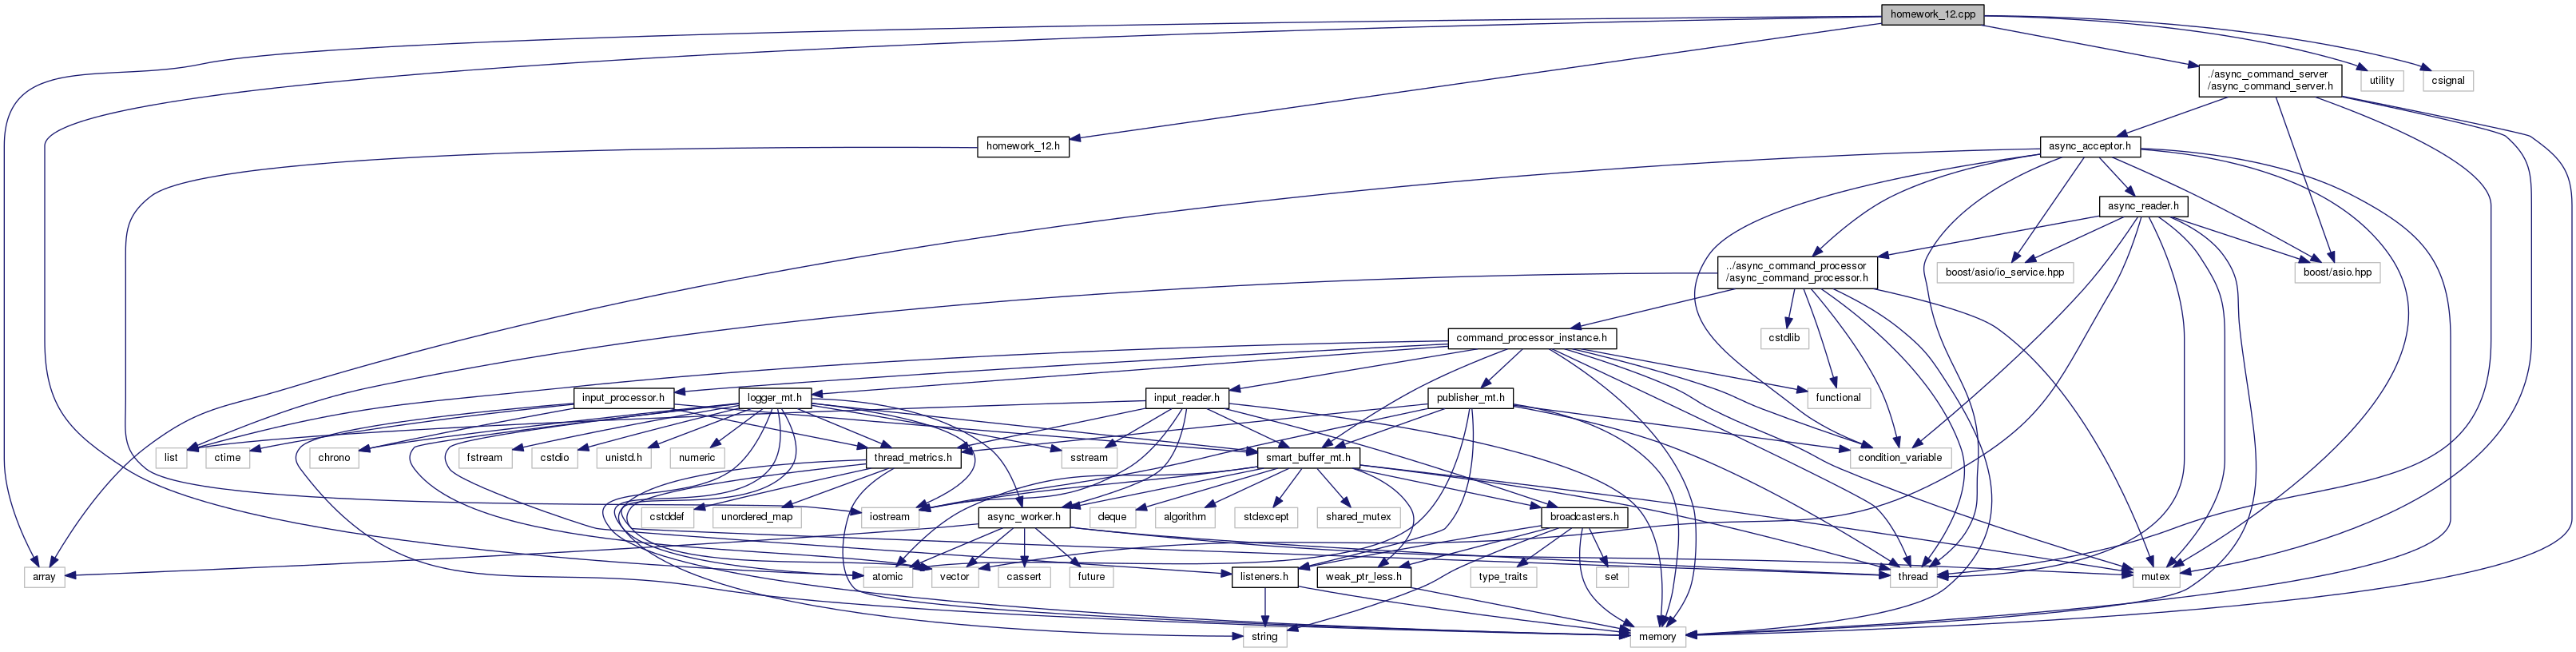 homework_12.cpp
./async_command_server
/async_command_server.h
utility
csignal
homework_12.h
async_acceptor.h
async_reader.h
../async_command_processor
/async_command_processor.h
boost/asio/io_service.hpp
boost/asio.hpp
command_processor_instance.h
cstdlib
input_processor.h
logger_mt.h
input_reader.h
publisher_mt.h
functional
list
ctime
chrono
fstream
cstdio
unistd.h
numeric
thread_metrics.h
sstream
smart_buffer_mt.h
condition_variable
cstddef
unordered_map
iostream
async_worker.h
deque
algorithm
stdexcept
shared_mutex
broadcasters.h
array
atomic
vector
cassert
future
listeners.h
weak_ptr_less.h
type_traits
set
thread
mutex
string
memory